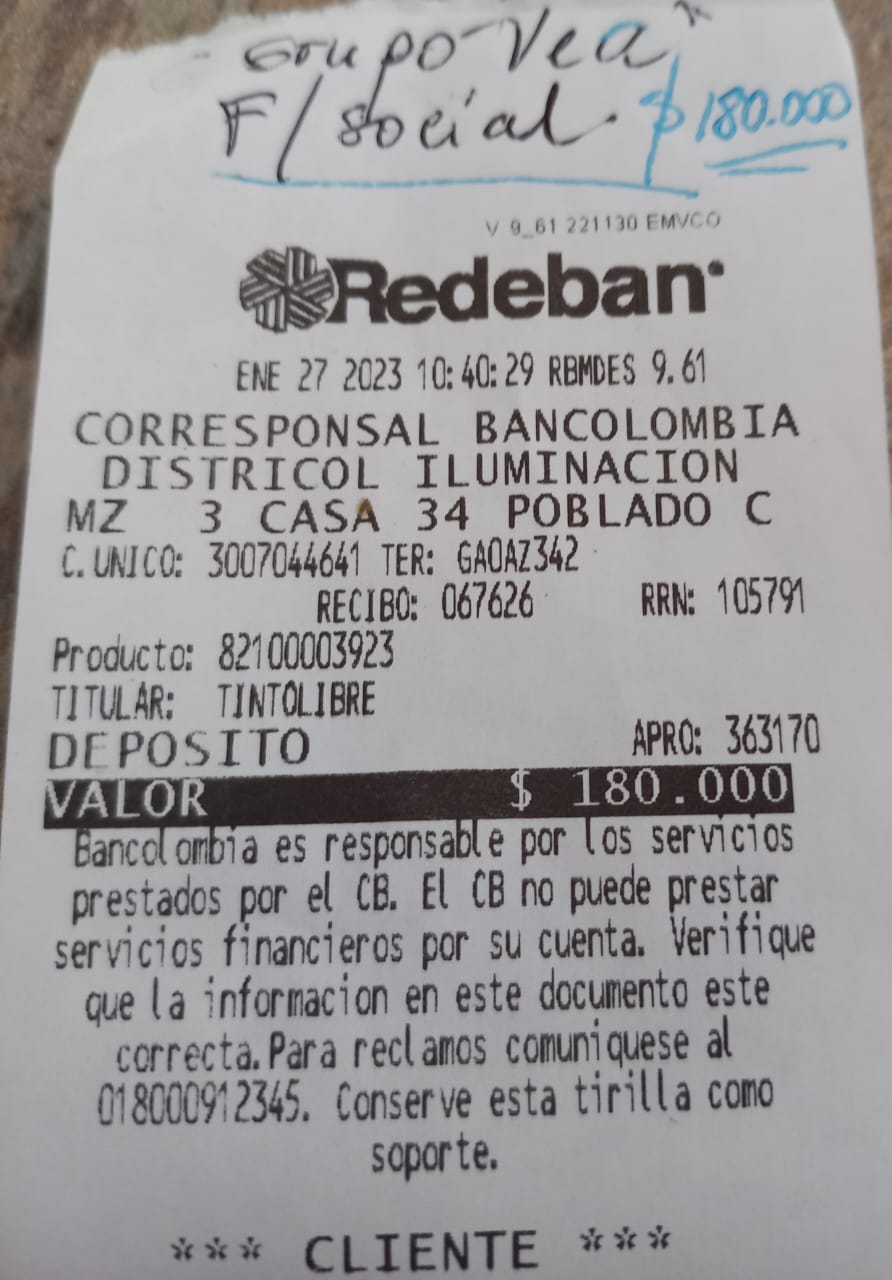 Grupo Vea
F/social. $ 180.000
V 9_61 221130 EMVCO
Redeban
ENE 27 2023 10:40:29 RBMDES 9.61
CORRESPONSAL BANCOLOMBIA
DISTRICOL ILUMINACION
MZ 3 CASA 34 POBLADO C
C. UNICO: 3007044641 TER: GAOAZ342
RECIBO: 067626 RRN: 105791
Producto: 82100003923
TITULAR: TINTOLIBRE
DEPOSITO APRO: 363170
VALOR $ 180.000
Bancolombia es responsable por los servicios
prestados por el CB. El CB no puede prestar
servicios financieros por su cuenta. Verifique
que la informacion en este documento este
correcta.Para reclamos comuniquese al
018000912345. Conserve esta tirilla como
soporte.
*** CLIENTE ***